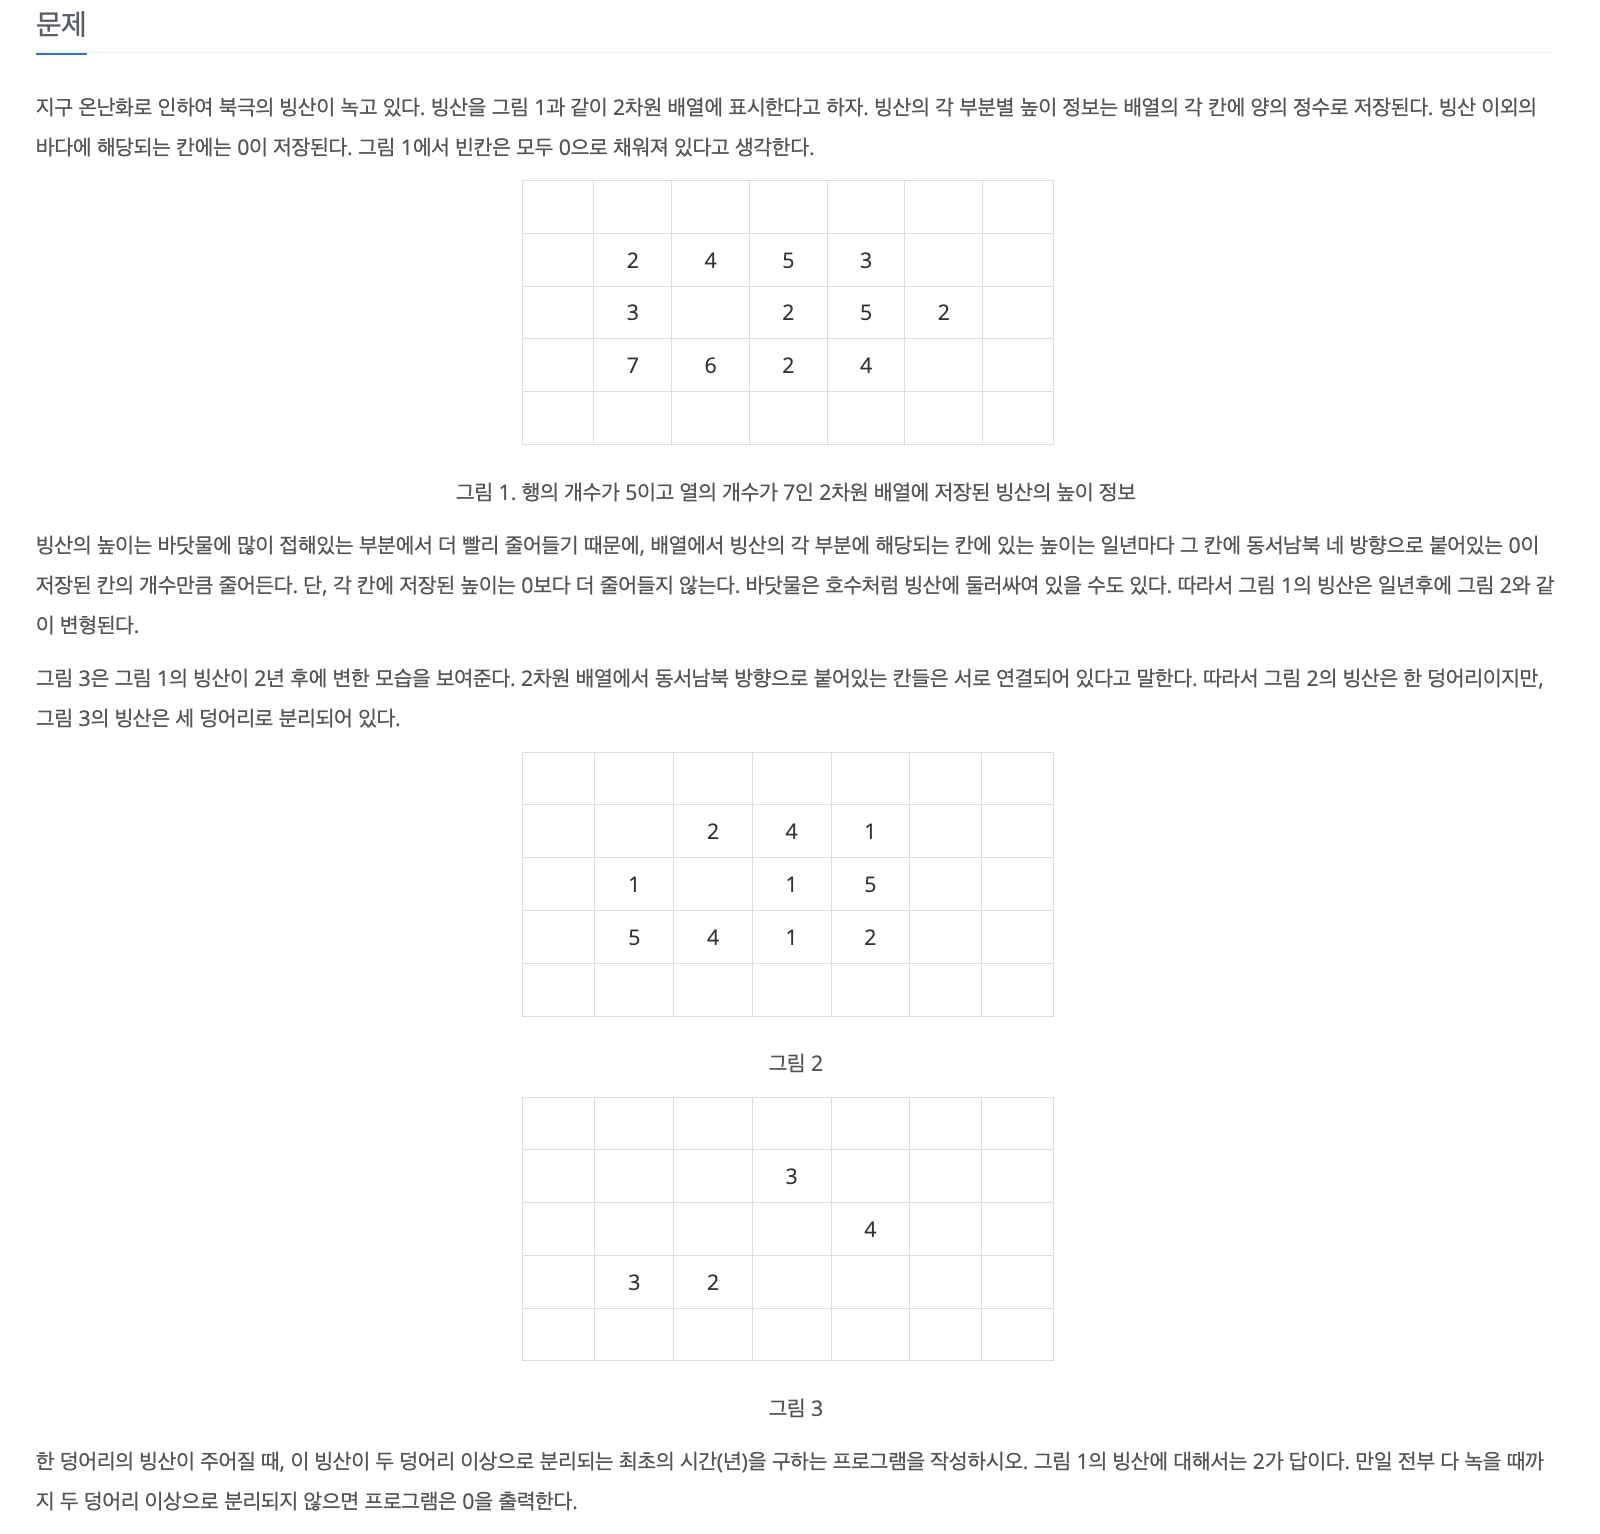 문제
지구 온난화로 인하여 북극의 빙산이 녹고 있다. 빙산을 그림 1과 같이 2차원 배열에 표시한다고 하자. 빙산의 각 부분별 높이 정보는 배열의 각 칸에 양의 정수로 저장된다. 빙산 이외의
바다에 해당되는 칸에는 0이 저장된다. 그림 1에서 빈칸은 모두 0으로 채워져 있다고 생각한다.
2 4 5 3
3 2 5 2
7 6 2 4
그림 1. 행의 개수가 5이고 열의 개수가 7인 2차원 배열에 저장된 빙산의 높이 정보
빙산의 높이는 바닷물에 많이 접해있는 부분에서 더 빨리 줄어들기 때문에, 배열에서 빙산의 각 부분에 해당되는 칸에 있는 높이는 일년마다 그 칸에 동서남북 네 방향으로 붙어있는 0이
저장된 칸의 개수만큼 줄어든다. 단, 각 칸에 저장된 높이는 0보다 더 줄어들지 않는다. 바닷물은 호수처럼 빙산에 둘러싸여 있을 수도 있다. 따라서 그림 1의 빙산은 일년후에 그림 2와 같
이 변형된다.
그림 3은 그림 1의 빙산이 2년 후에 변한 모습을 보여준다. 2차원 배열에서 동서남북 방향으로 붙어있는 칸들은 서로 연결되어 있다고 말한다. 따라서 그림 2의 빙산은 한 덩어리이지만,
그림 3의 빙산은 세 덩어리로 분리되어 있다.
2 4 1
1 1 5
5 4 1 2
그림 2
3
4
3 2
그림 3
한 덩어리의 빙산이 주어질 때, 이 빙산이 두 덩어리 이상으로 분리되는 최초의 시간(년)을 구하는 프로그램을 작성하시오. 그림 1의 빙산에 대해서는 2가 답이다. 만일 전부 다 녹을 때까
지 두 덩어리 이상으로 분리되지 않으면 프로그램은 0을 출력한다.